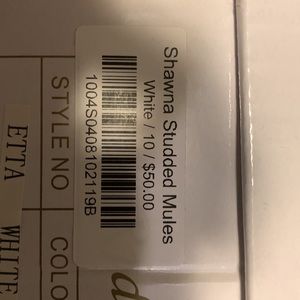 Shawna Studded Mules
White / 10 / $50.00
1004S0408102119B
STYLE NO
COLO
ETTA
WHITE